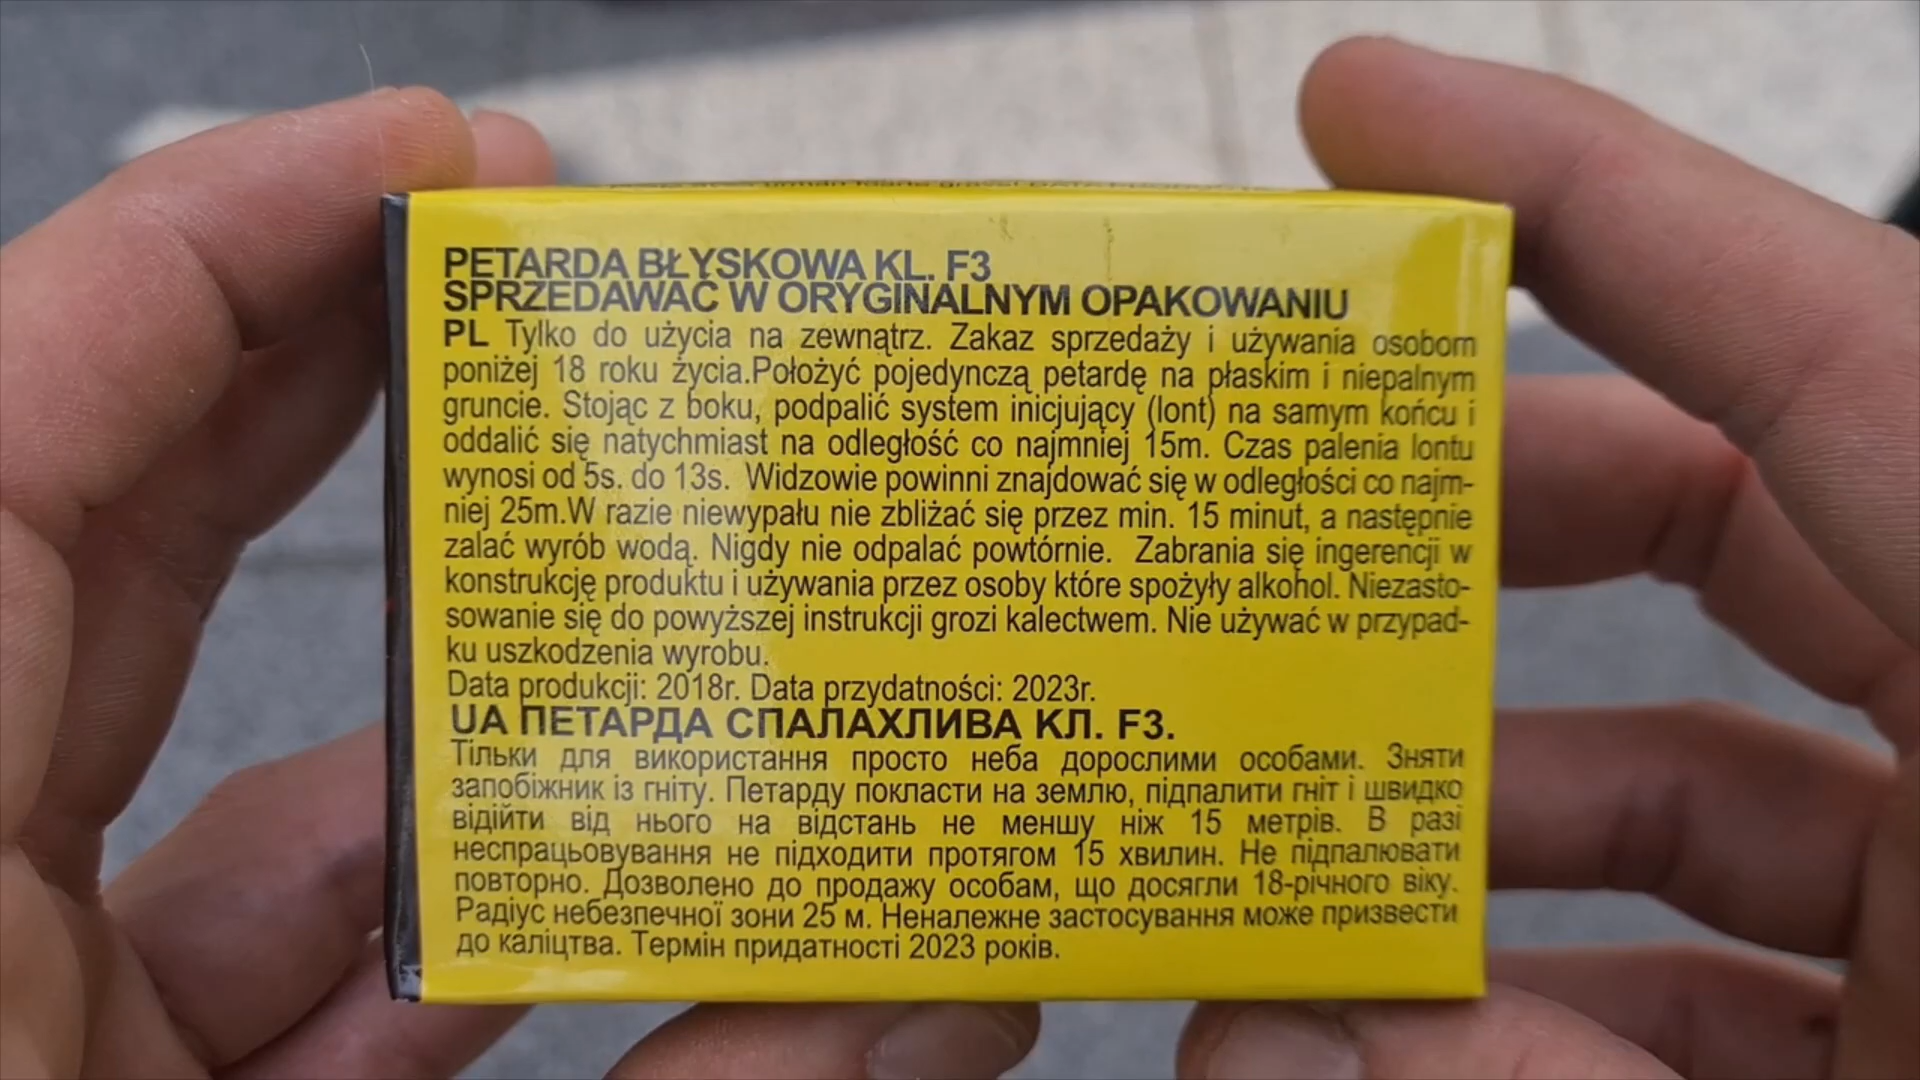 PETARDA BŁYSKOWA KL. F3
SPRZEDAWAĆ W ORYGINALNYM OPAKOWANIU
PL Tylko do użycia na zewnątrz. Zakaz sprzedaży i używania osobom
poniżej 18 roku życia.Położyć pojedynczą petardę na płaskim i niepalnym
gruncie. Stojąc z boku, podpalić system inicjujący (lont) na samym końcu i
oddalić się natychmiast na odległość co najmniej 15m. Czas palenia lontu
wynosi od 5s. do 13s. Widzowie powinni znajdować się w odległości co najm-
niej 25m.W razie niewypału nie zbliżać się przez min. 15 minut, a następnie
zalać wyrób wodą. Nigdy nie odpalać powtórnie. Zabrania się ingerencji w
konstrukcję produktu i używania przez osoby które spożyły alkohol. Niezasto-
sowanie się do powyższej instrukcji grozi kalectwem. Nie używać w przypad-
ku uszkodzenia wyrobu.
Data produkcji: 2018r. Data przydatności: 2023r.
UA ПЕТАРДА СПАЛАХЛИВА КЛ. F3.
Тільки для використання просто неба дорослими особами. Зняти
запобіжник із гніту. Петарду покласти на землю, підпалити гніт і швидко
відійти від нього на відстань не меншу ніж 15 метрів. В разі
неспрацьовування не підходити протягом 15 хвилин. Не підпалювати
повторно. Дозволено до продажу особам, що досягли 18-річного віку.
Радіус небезпечної зони 25 м. Неналежне застосування може призвести
до каліцтва. Термін придатності 2023 років.